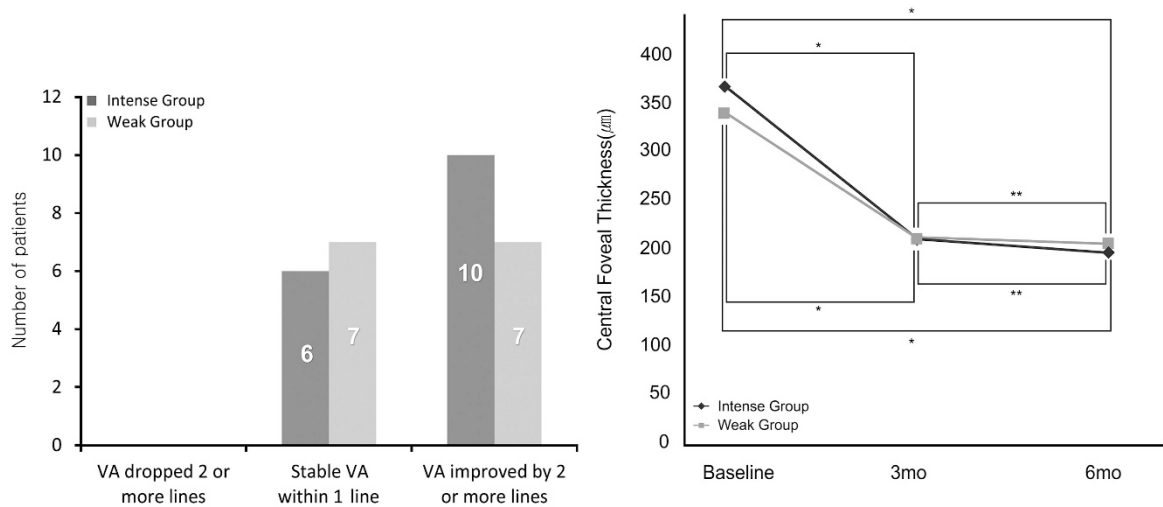 Number of patients
12
10
8
6
4
2
0
Intense Group
Weak Group
6
7
10
7
VA dropped 2 or
more lines
Stable VA
within 1 line
VA improved by 2
or more lines
Central Foveal Thickness(㎛)
400
350
300
250
200
150
100
50
0
*
*
**
**
*
*
Intense Group
Weak Group
Baseline
3mo
6mo